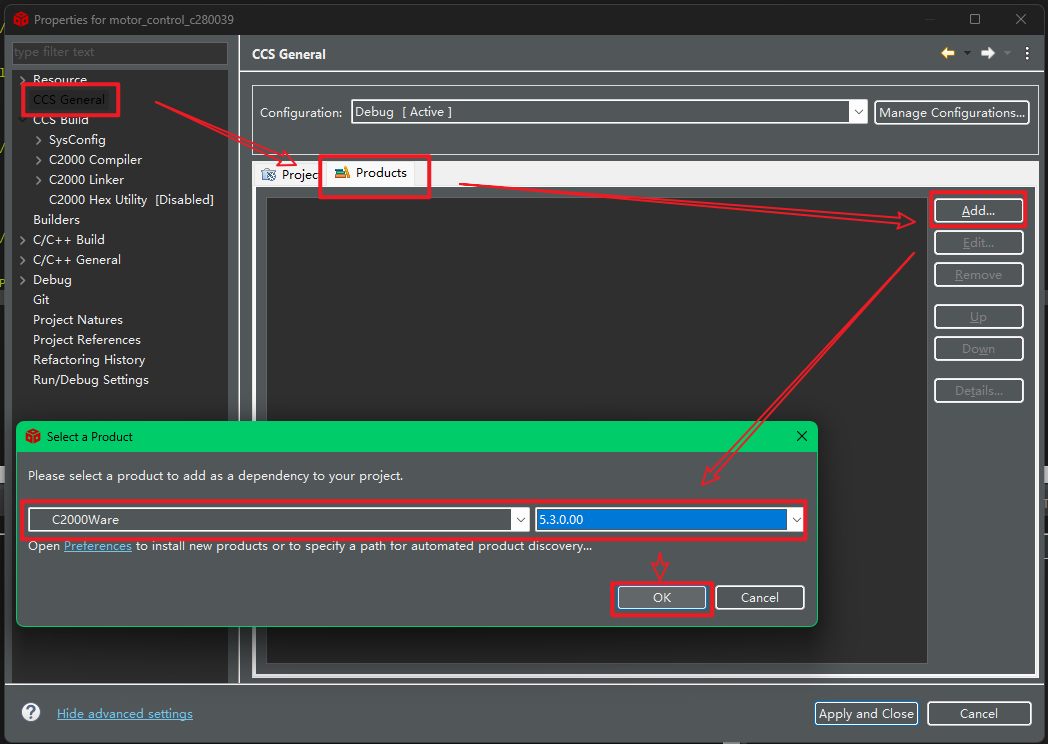 Properties for motor_control_c280039
type filter text
Resource
CCS General
CCS Build
SysConfig
C2000 Compiler
C2000 Linker
C2000 Hex Utility [Disabled]
Builders
C/C++ Build
C/C++ General
Debug
Git
Project Natures
Project References
Refactoring History
Run/Debug Settings
CCS General
Configuration:
Debug [ Active ]
Manage Configurations...
Project
Products
Add...
Edit...
Remove
Up
Down
Details...
Select a Product
Please select a product to add as a dependency to your project.
C2000Ware
5.3.0.00
Open Preferences to install new products or to specify a path for automated product discovery...
OK
Cancel
Hide advanced settings
Apply and Close
Cancel